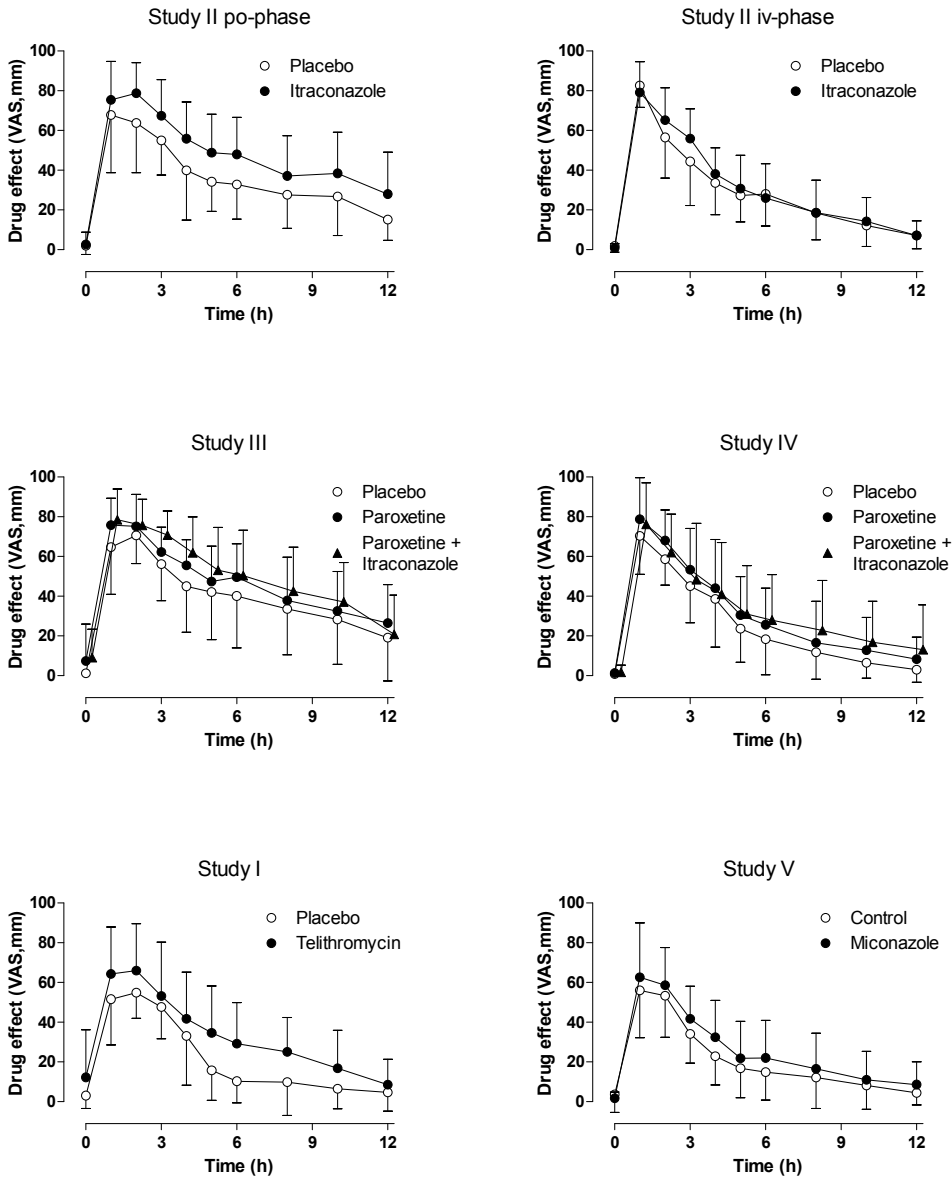 Study II po-phase
Placebo
Itraconazole
Drug effect (VAS,mm)
100
80
60
40
20
0
0 3 6 9 12
Time (h)
Study II iv-phase
Placebo
Itraconazole
Drug effect (VAS,mm)
100
80
60
40
20
0
0 3 6 9 12
Time (h)
Study III
Placebo
Paroxetine
Paroxetine +
Itraconazole
Drug effect (VAS,mm)
100
80
60
40
20
0
0 3 6 9 12
Time (h)
Study IV
Placebo
Paroxetine
Paroxetine +
Itraconazole
Drug effect (VAS,mm)
100
80
60
40
20
0
0 3 6 9 12
Time (h)
Study I
Placebo
Telithromycin
Drug effect (VAS,mm)
100
80
60
40
20
0
0 3 6 9 12
Time (h)
Study V
Control
Miconazole
Drug effect (VAS,mm)
100
80
60
40
20
0
0 3 6 9 12
Time (h)